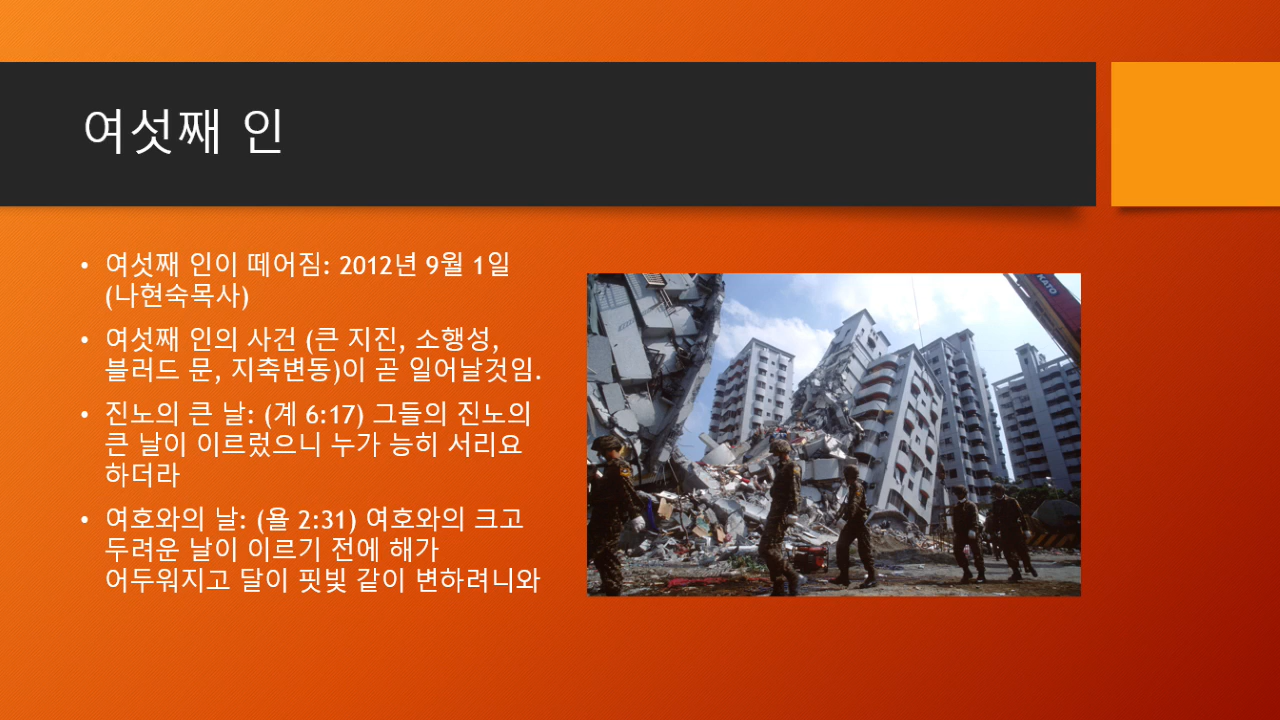 여섯째 인
• 여섯째 인이 떼어짐: 2012년 9월 1일
(나현숙목사)
• 여섯째 인의 사건 (큰 지진, 소행성,
블러드 문, 지축변동)이 곧 일어날것임.
• 진노의 큰 날: (계 6:17) 그들의 진노의
큰 날이 이르렀으니 누가 능히 서리요
하더라
• 여호와의 날: (욜 2:31) 여호와의 크고
두려운 날이 이르기 전에 해가
어두워지고 달이 핏빛 같이 변하려니와
KATO